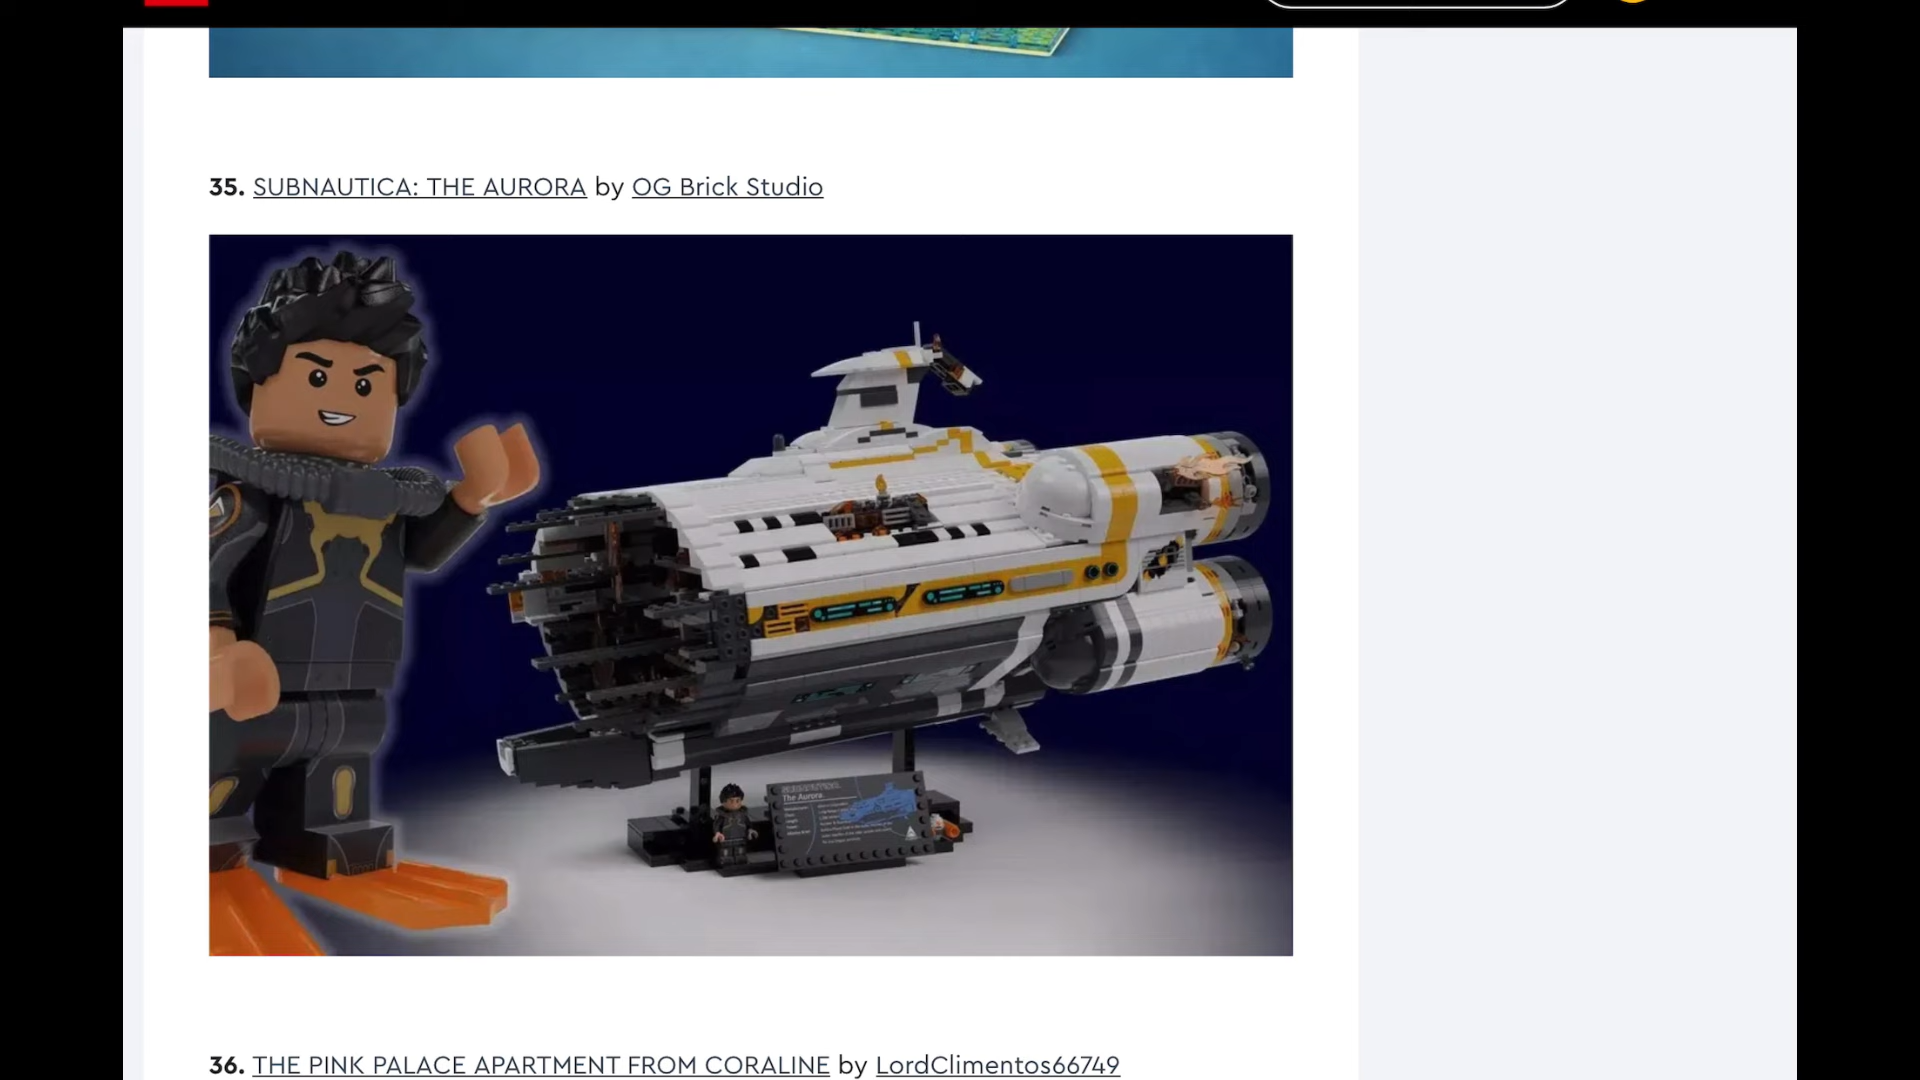 35. SUBNAUTICA: THE AURORA by OG Brick Studio
SUBNAUTICA
The Aurora
36. THE PINK PALACE APARTMENT FROM CORALINE by LordClimentos66749